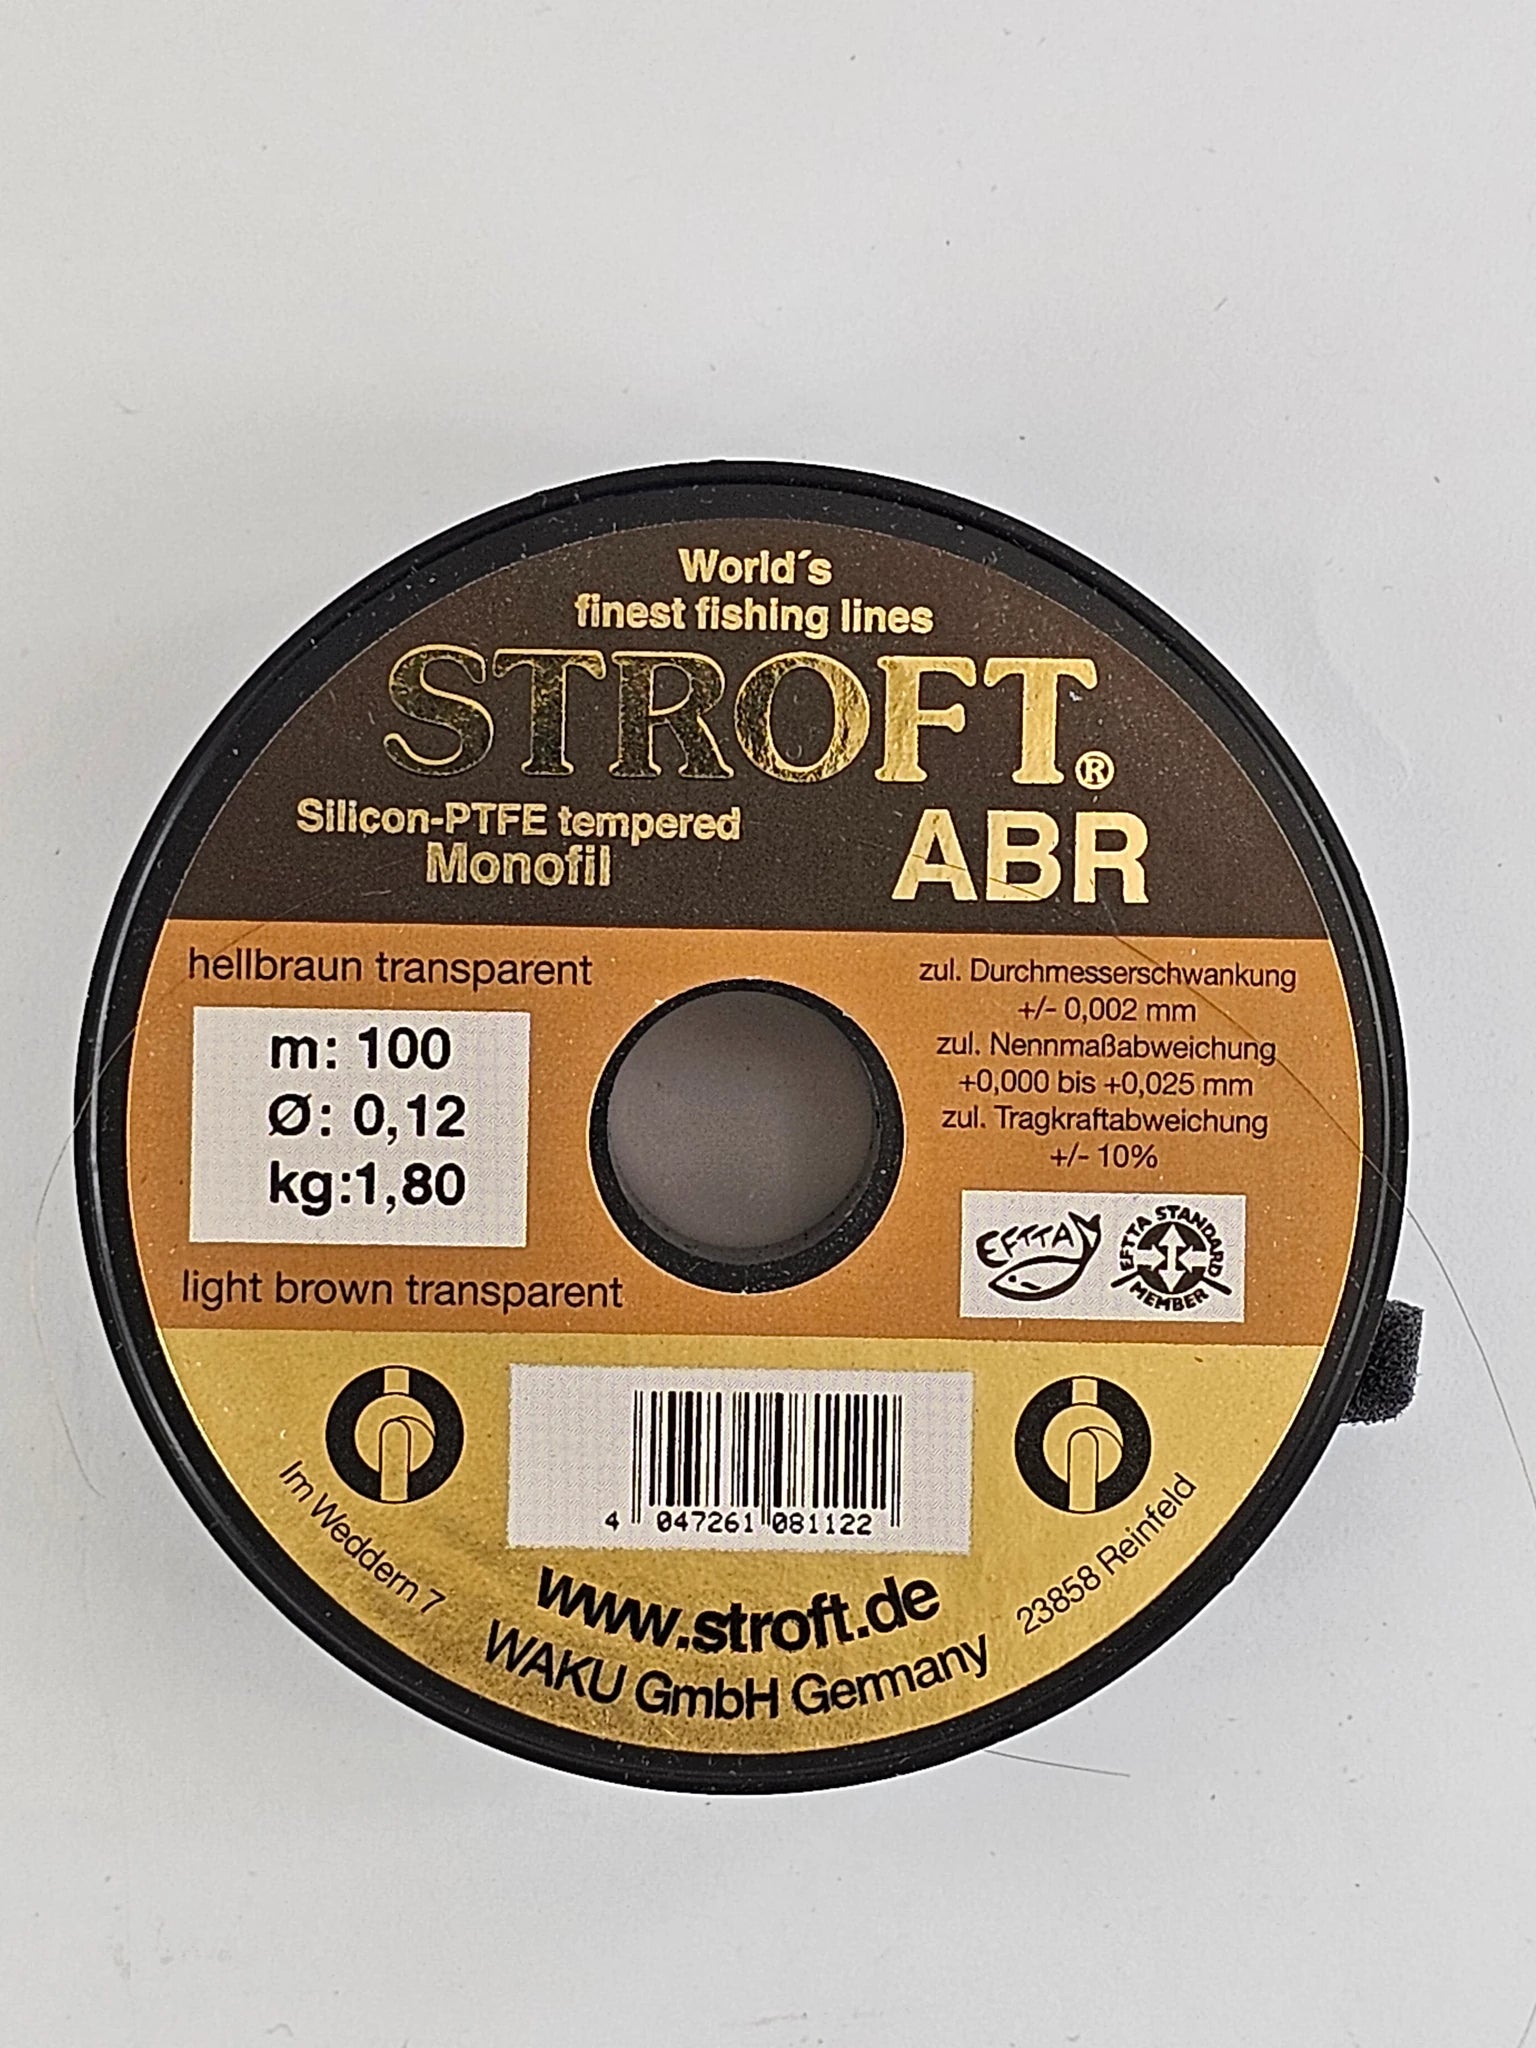 World´s
finest fishing lines
STROFT®
Silicon-PTFE tempered
Monofil
ABR
hellbraun transparent
m: 100
Ø: 0,12
kg:1,80
light brown transparent
zul. Durchmesserschwankung
+/- 0,002 mm
zul. Nennmaßabweichung
+0,000 bis +0,025 mm
zul. Tragkraftabweichung
+/- 10%
EFTTA
EFTTA STANDARD
MEMBER
4 047261 081122
Im Weddern 7
www.stroft.de
WAKU GmbH Germany
23858 Reinfeld